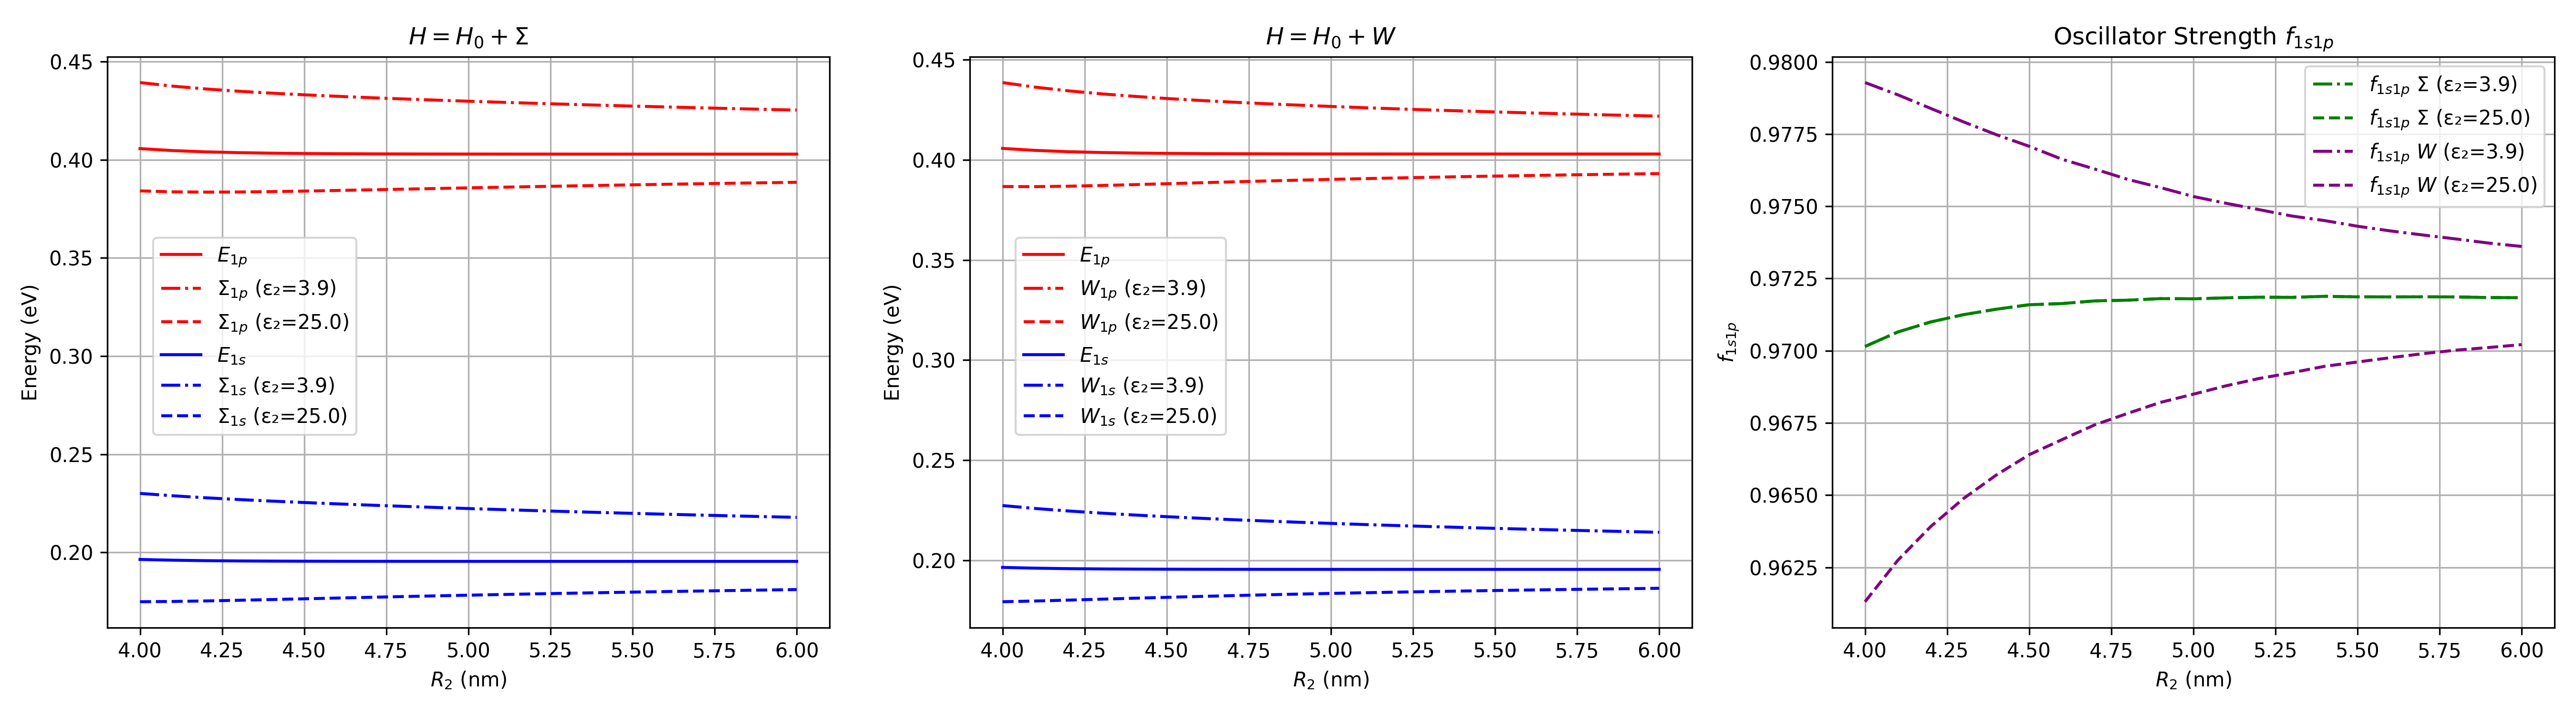 H = H₀ + Σ
0.45
0.40
0.35
0.30
0.25
0.20
Energy (eV)
E₁ₚ
Σ₁ₚ (ε₂=3.9)
Σ₁ₚ (ε₂=25.0)
E₁ₛ
Σ₁ₛ (ε₂=3.9)
Σ₁ₛ (ε₂=25.0)
4.00 4.25 4.50 4.75 5.00 5.25 5.50 5.75 6.00
R₂ (nm)
H = H₀ + W
0.45
0.40
0.35
0.30
0.25
0.20
Energy (eV)
E₁ₚ
W₁ₚ (ε₂=3.9)
W₁ₚ (ε₂=25.0)
E₁ₛ
W₁ₛ (ε₂=3.9)
W₁ₛ (ε₂=25.0)
4.00 4.25 4.50 4.75 5.00 5.25 5.50 5.75 6.00
R₂ (nm)
Oscillator Strength f₁ₛ₁ₚ
0.9800
0.9775
0.9750
0.9725
0.9700
0.9675
0.9650
0.9625
f₁ₛ₁ₚ
f₁ₛ₁ₚ Σ (ε₂=3.9)
f₁ₛ₁ₚ Σ (ε₂=25.0)
f₁ₛ₁ₚ W (ε₂=3.9)
f₁ₛ₁ₚ W (ε₂=25.0)
4.00 4.25 4.50 4.75 5.00 5.25 5.50 5.75 6.00
R₂ (nm)